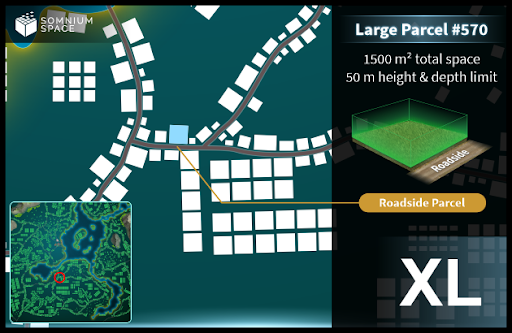 SOMNIUM
SPACE
Large Parcel #570
1500 m² total space
50 m height & depth limit
Roadside
Roadside Parcel
XL